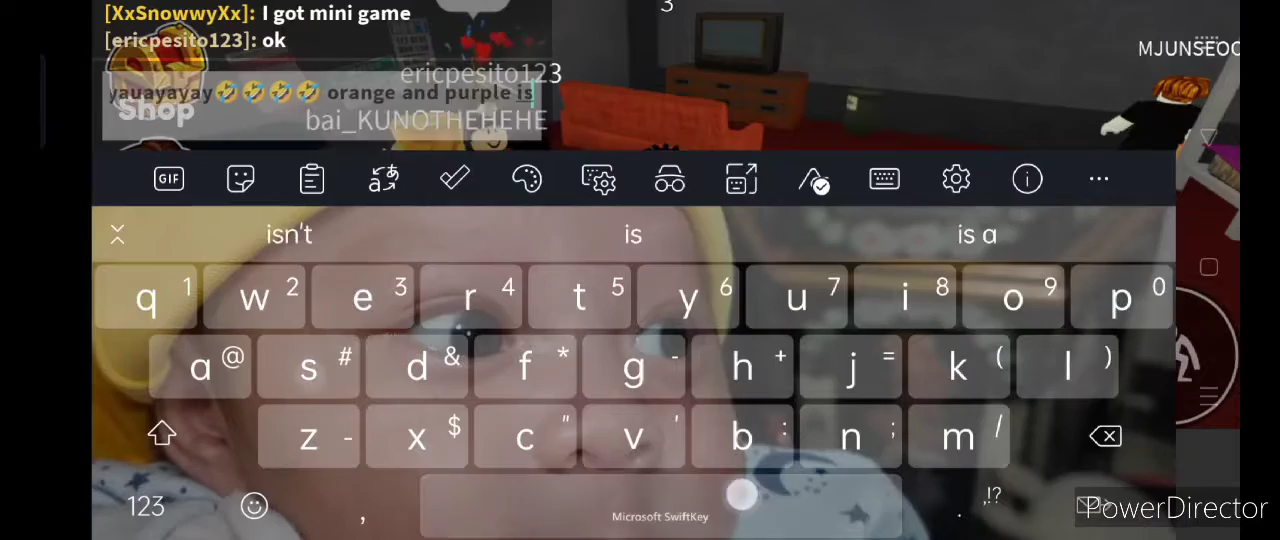 3
[XxSnowwyXx]: I got mini game
[ericpesito123]: ok
MJUNSEOC
ericpesito123
yauayayay🤣🤣🤣🤣 orange and purple is
Shop
bai_KUNOTHEHEHE
GIF
isn't is is a
q 1 w 2 e 3 r 4 t 5 y 6 u 7 i 8 o 9 p 0
a @ s # d & f * g - h + j = k ( l )
z - x $ c " v ' b : n ; m /
123 , Microsoft SwiftKey . ,!?
PowerDirector